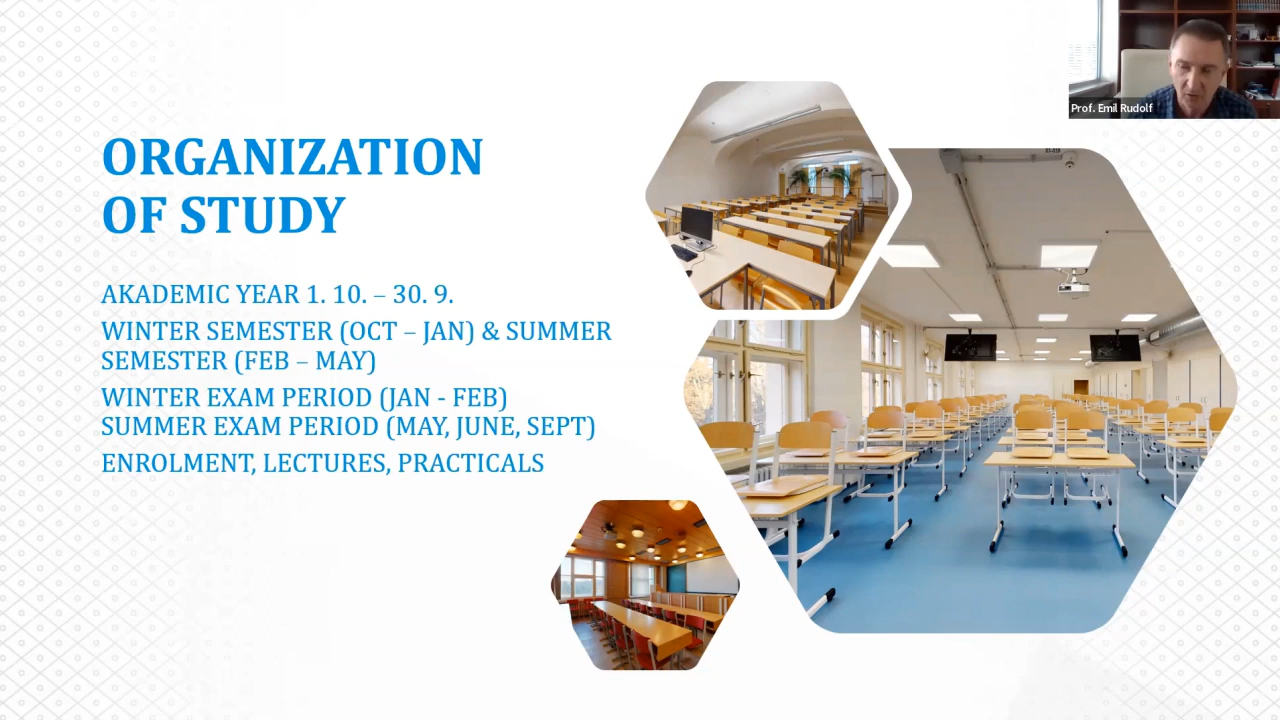 Prof. Emil Rudolf
ORGANIZATION
OF STUDY
AKADEMIC YEAR 1. 10. – 30. 9.
WINTER SEMESTER (OCT – JAN) & SUMMER
SEMESTER (FEB – MAY)
WINTER EXAM PERIOD (JAN - FEB)
SUMMER EXAM PERIOD (MAY, JUNE, SEPT)
ENROLMENT, LECTURES, PRACTICALS